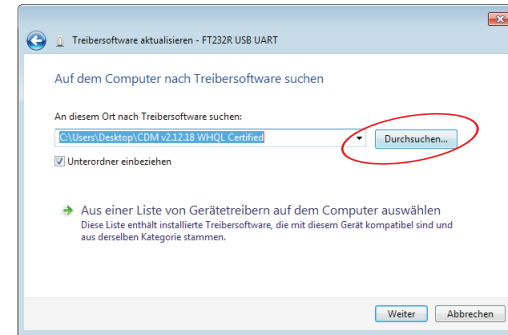 Treibersoftware aktualisieren - FT232R USB UART
Auf dem Computer nach Treibersoftware suchen
An diesem Ort nach Treibersoftware suchen:
C:\Users\Desktop\CDM v2.12.18 WHQL Certified
Durchsuchen...
Unterordner einbeziehen
Aus einer Liste von Gerätetreibern auf dem Computer auswählen
Diese Liste enthält installierte Treibersoftware, die mit diesem Gerät kompatibel sind und
aus derselben Kategorie stammen.
Weiter
Abbrechen